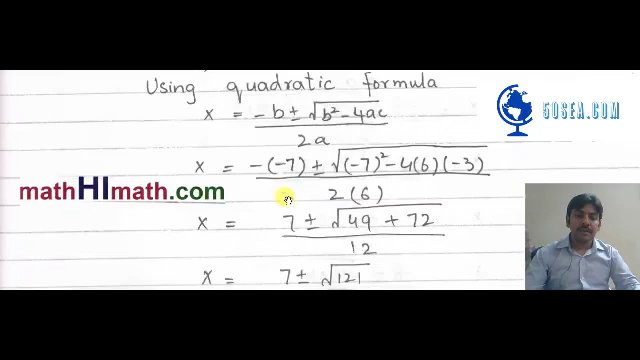 Using quadratic formula
x = -b ± √b² - 4ac
2a
50SEA.COM
x = -(-7) ± √(-7)² - 4(6)(-3)
2(6)
mathHImath.com
x = 7 ± √49 + 72
12
x = 7 ± √121